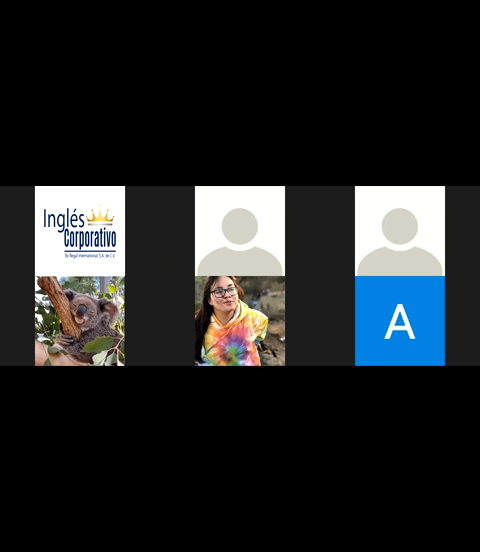 Inglés
Corporativo
By Regal International, S.A. de C.V.
A